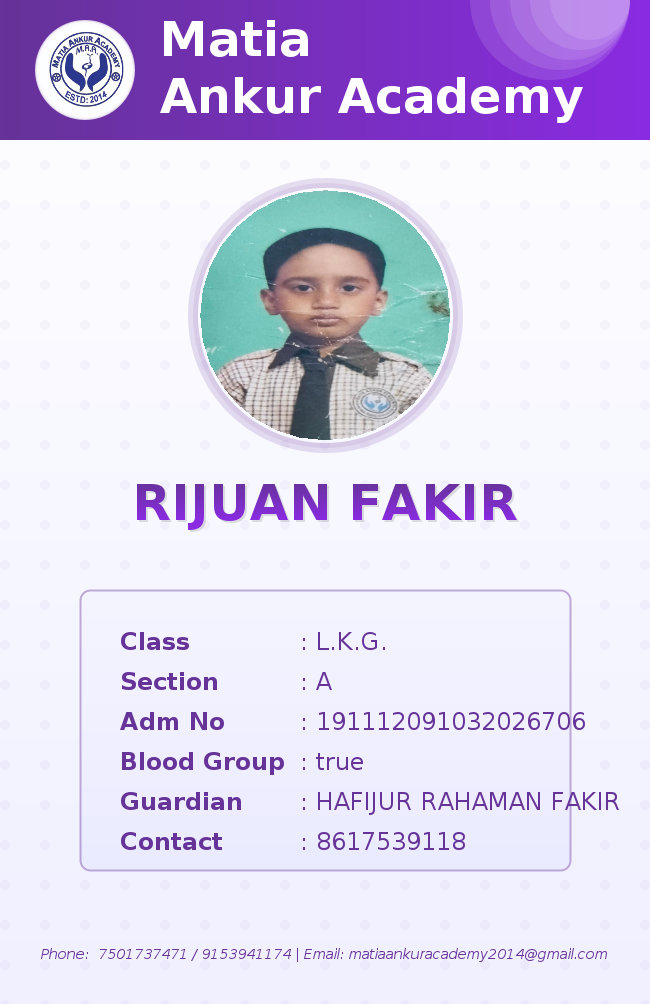 MATIA ANKUR ACADEMY
M.A.A.
ESTD: 2014
Matia
Ankur Academy
RIJUAN FAKIR
Class : L.K.G.
Section : A
Adm No : 191112091032026706
Blood Group : true
Guardian : HAFIJUR RAHAMAN FAKIR
Contact : 8617539118
Phone: 7501737471 / 9153941174 | Email: matiaankuracademy2014@gmail.com